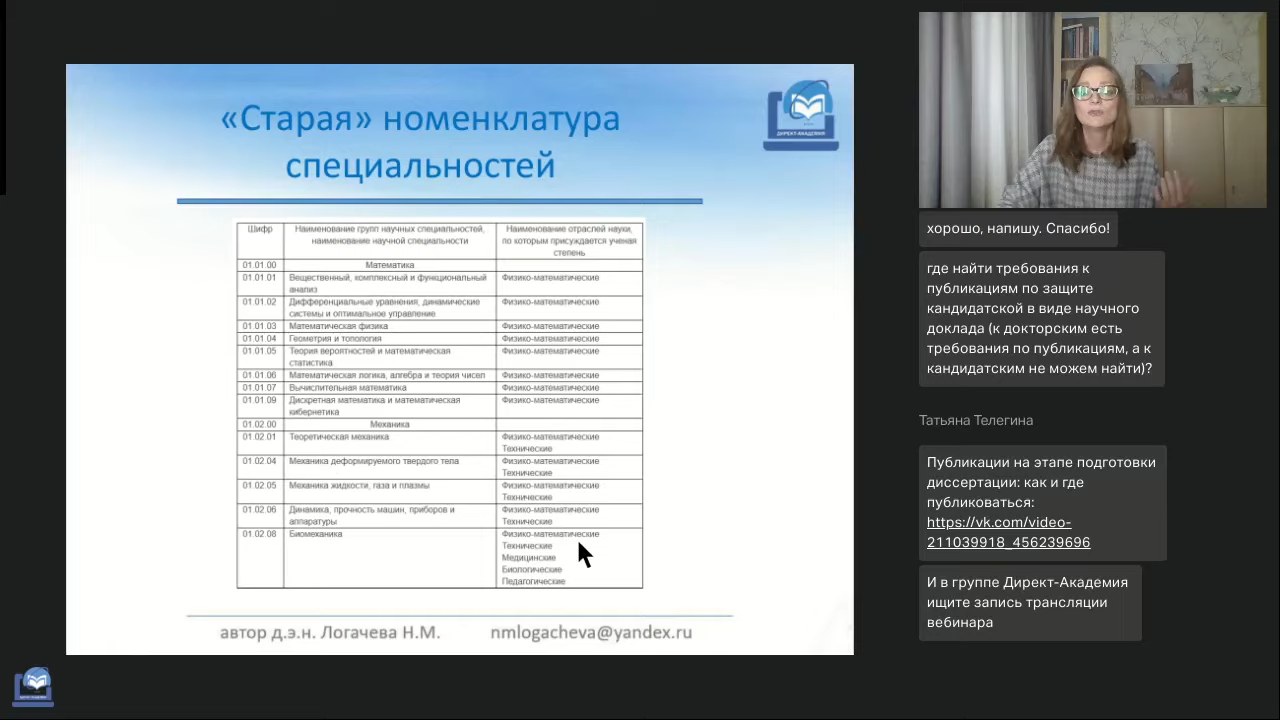 «Старая» номенклатура
специальностей
ДИРЕКТ-АКАДЕМИЯ
Шифр
Наименование групп научных специальностей,
наименование научной специальности
Наименование отраслей науки,
по которым присуждается ученая
степень
01.01.00 Математика
01.01.01 Вещественный, комплексный и функциональный Физико-математические
анализ
01.01.02 Дифференциальные уравнения, динамические Физико-математические
системы и оптимальное управление
01.01.03 Математическая физика Физико-математические
01.01.04 Геометрия и топология Физико-математические
01.01.05 Теория вероятностей и математическая Физико-математические
статистика
01.01.06 Математическая логика, алгебра и теория чисел Физико-математические
01.01.07 Вычислительная математика Физико-математические
01.01.09 Дискретная математика и математическая Физико-математические
кибернетика
01.02.00 Механика
01.02.01 Теоретическая механика Физико-математические
Технические
01.02.04 Механика деформируемого твердого тела Физико-математические
Технические
01.02.05 Механика жидкости, газа и плазмы Физико-математические
Технические
01.02.06 Динамика, прочность машин, приборов и Физико-математические
аппаратуры Технические
01.02.08 Биомеханика Физико-математические
Технические
Медицинские
Биологические
Педагогические
автор д.э.н. Логачева Н.М. nmlogacheva@yandex.ru
хорошо, напишу. Спасибо!
где найти требования к
публикациям по защите
кандидатской в виде научного
доклада (к докторским есть
требования по публикациям, а к
кандидатским не можем найти)?
Татьяна Телегина
Публикации на этапе подготовки
диссертации: как и где
публиковаться:
https://vk.com/video-
211039918_456239696
И в группе Директ-Академия
ищите запись трансляции
вебинара